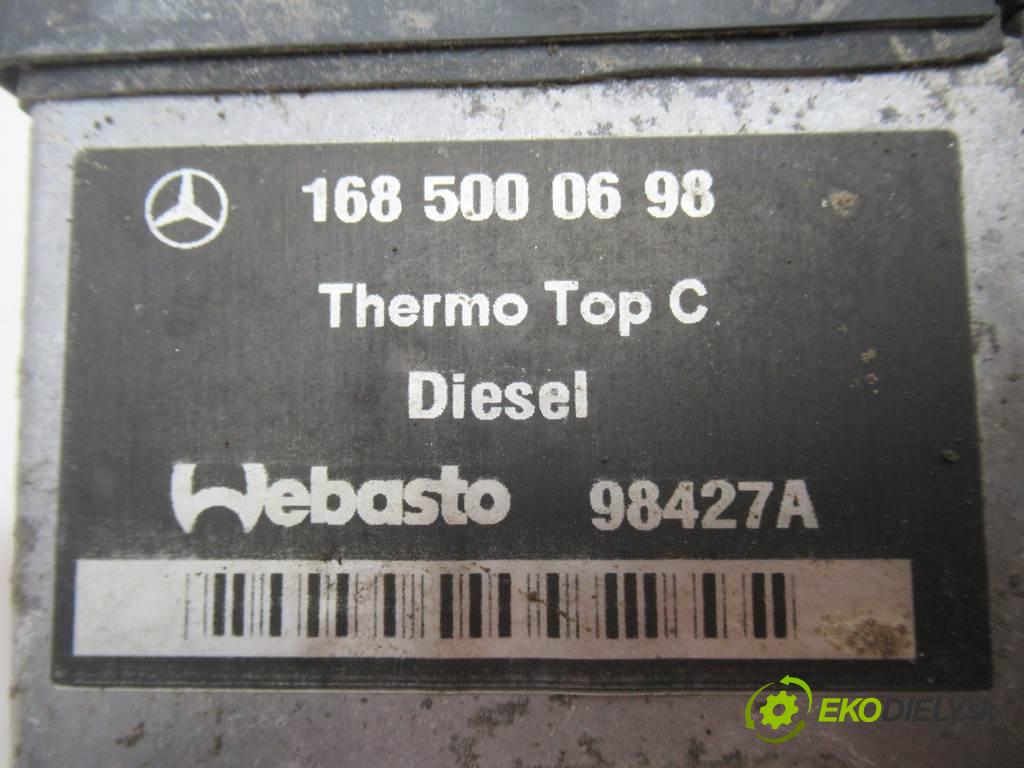 168 500 06 98
Thermo Top C
Diesel
Webasto 98427A
EKODIELY.sk